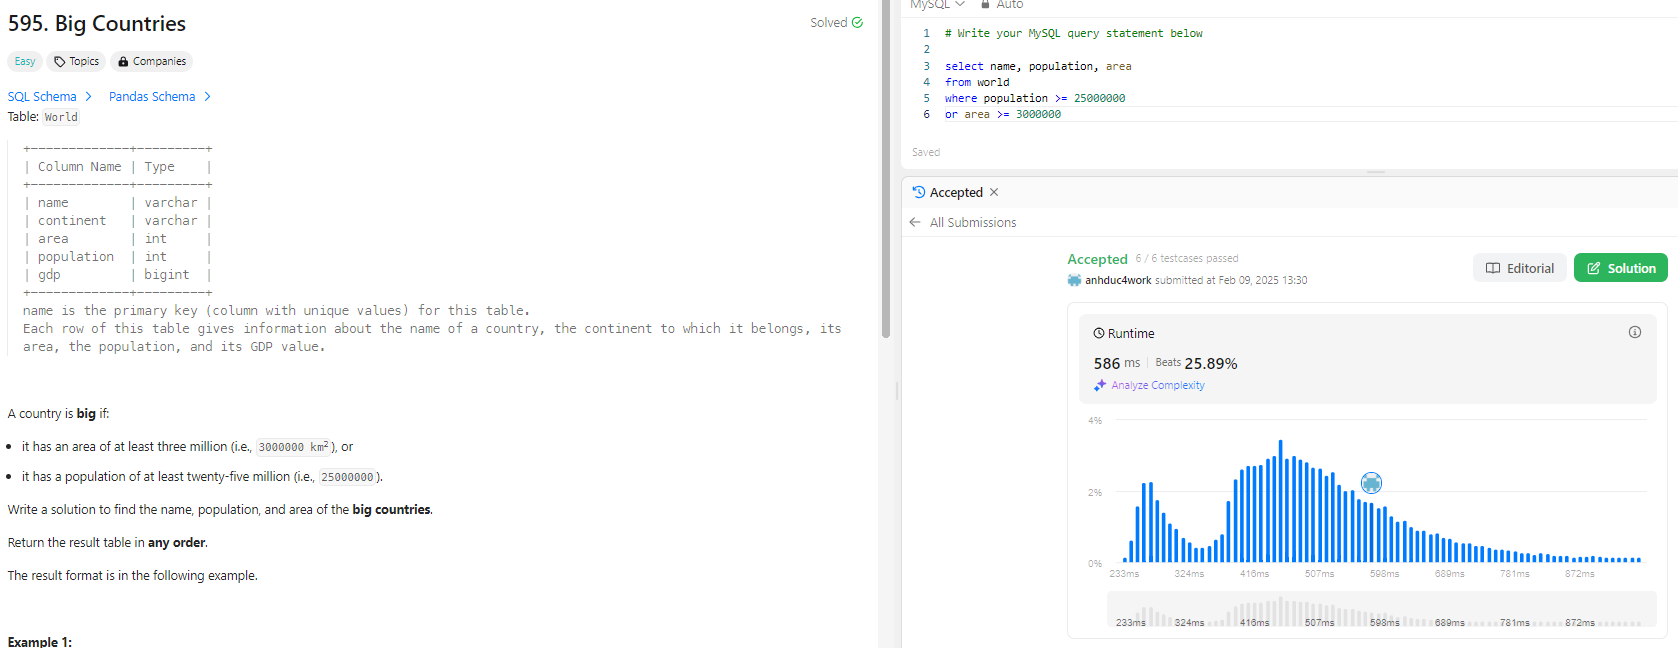 595. Big Countries
Solved
Easy
Topics
Companies
SQL Schema
Pandas Schema
Table: World
+-------------+---------+
| Column Name | Type    |
+-------------+---------+
| name        | varchar |
| continent   | varchar |
| area        | int     |
| population  | int     |
| gdp         | bigint  |
+-------------+---------+
name is the primary key (column with unique values) for this table.
Each row of this table gives information about the name of a country, the continent to which it belongs, its
area, the population, and its GDP value.
A country is big if:
• it has an area of at least three million (i.e., 3000000 km²), or
• it has a population of at least twenty-five million (i.e., 25000000).
Write a solution to find the name, population, and area of the big countries.
Return the result table in any order.
The result format is in the following example.
Example 1:
MySQL
Auto
1 # Write your MySQL query statement below
2
3 select name, population, area
4 from world
5 where population >= 25000000
6 or area >= 3000000
Saved
Accepted
All Submissions
Accepted 6 / 6 testcases passed
anhduc4work submitted at Feb 09, 2025 13:30
Editorial
Solution
Runtime
586 ms | Beats 25.89%
Analyze Complexity
4%
2%
0%
233ms 324ms 416ms 507ms 598ms 689ms 781ms 872ms
233ms 324ms 416ms 507ms 598ms 689ms 781ms 872ms